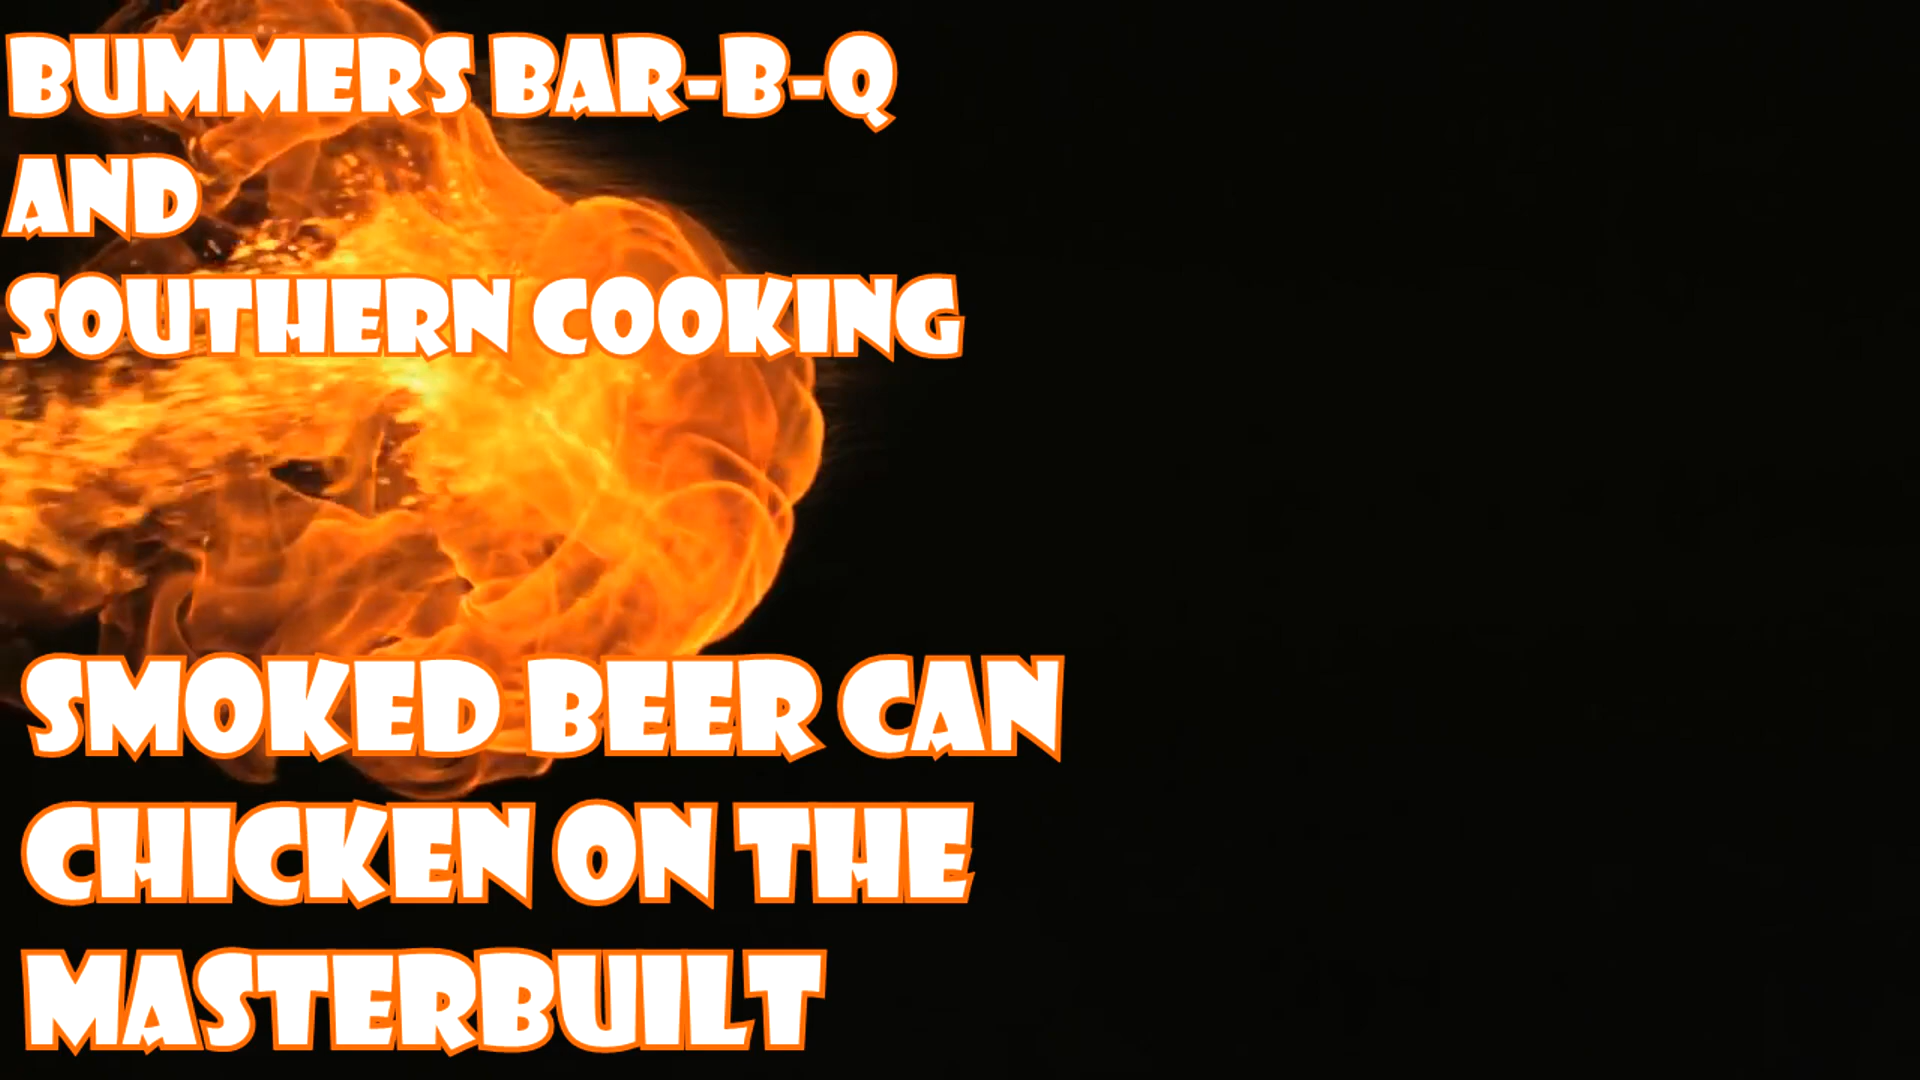 BUMMERS BAR-B-Q
AND
SOUTHERN COOKING
SMOKED BEER CAN
CHICKEN ON THE
MASTERBUILT